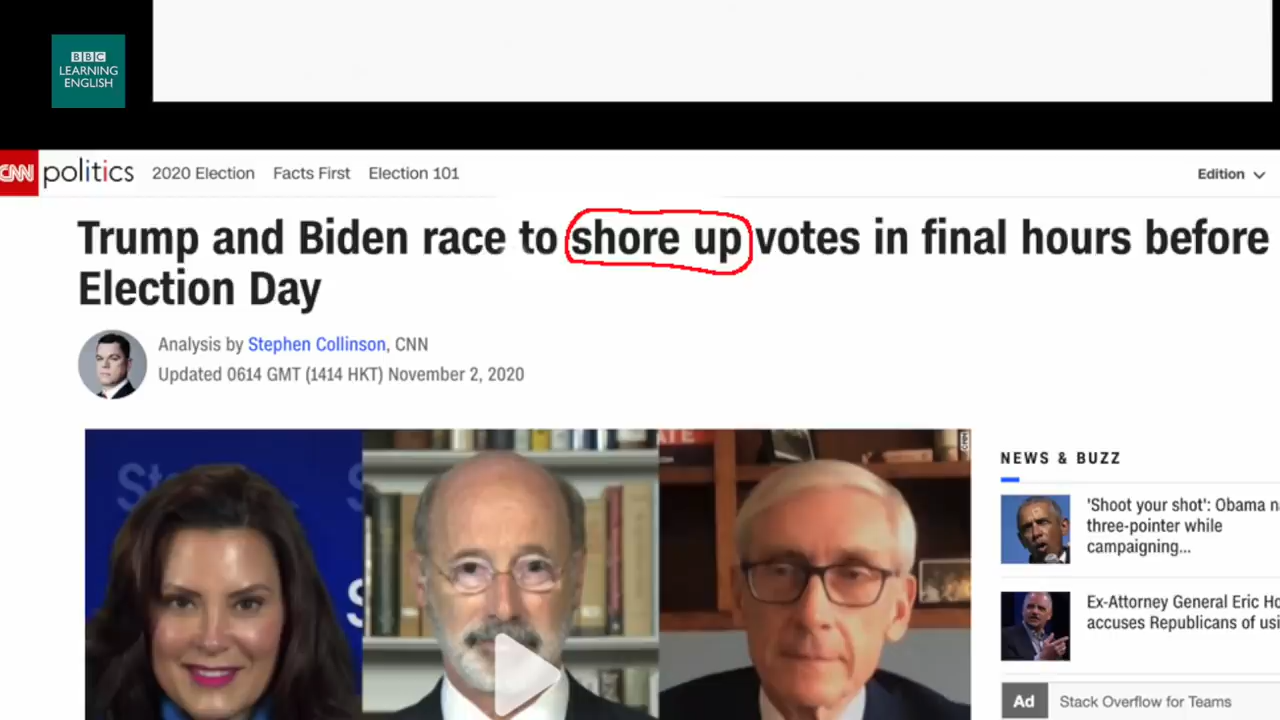 BBC
LEARNING
ENGLISH
CNN politics 2020 Election Facts First Election 101 Edition
Trump and Biden race to shore up votes in final hours before
Election Day
Analysis by Stephen Collinson, CNN
Updated 0614 GMT (1414 HKT) November 2, 2020
CNN
NEWS & BUZZ
'Shoot your shot': Obama
three-pointer while
campaigning...
Ex-Attorney General Eric
accuses Republicans of
Ad Stack Overflow for Teams